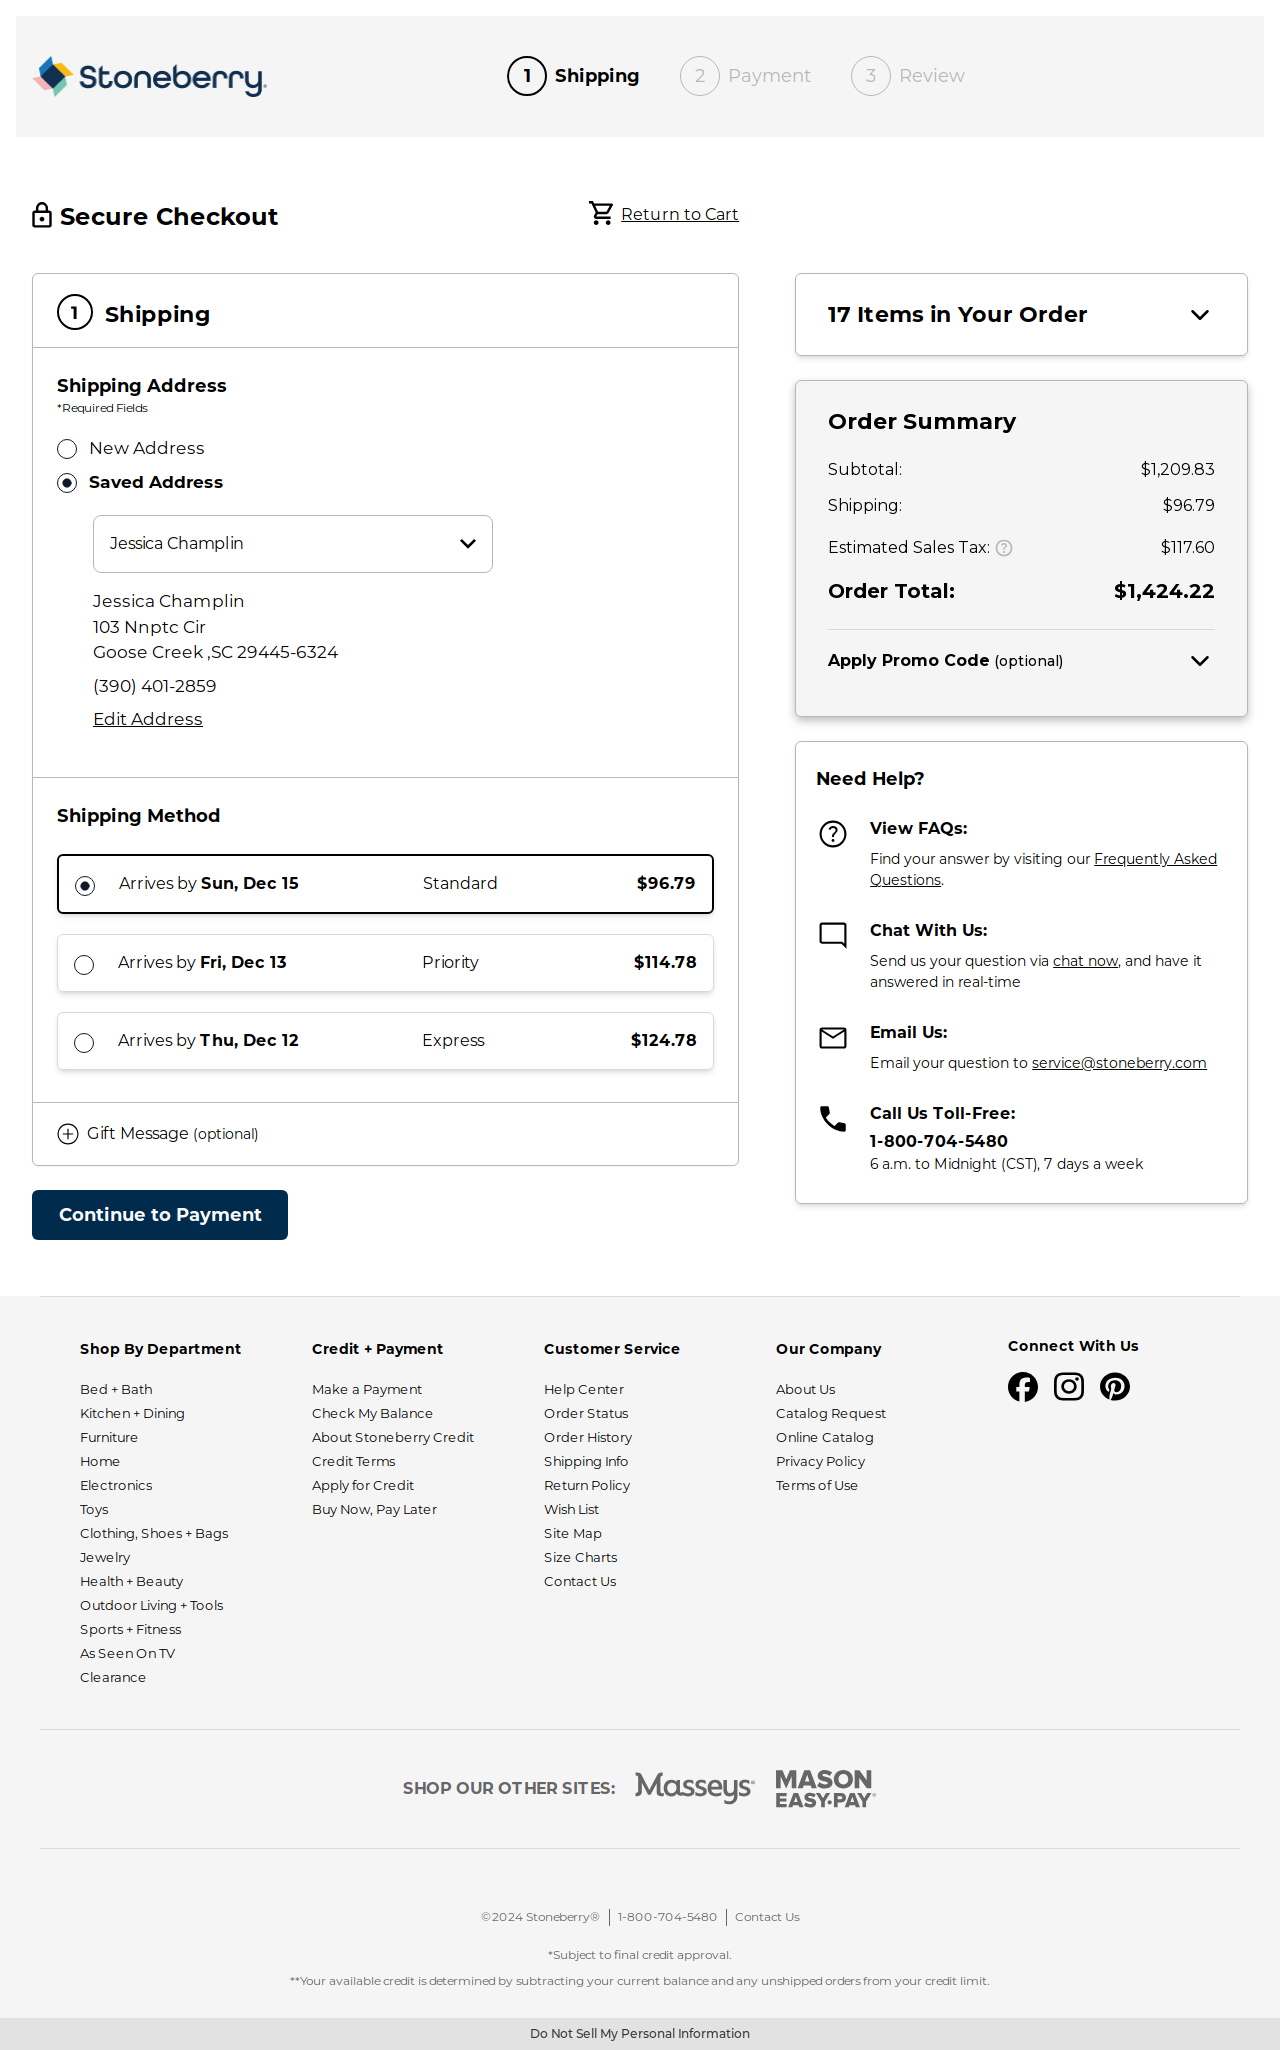 Stoneberry
1 Shipping 2 Payment 3 Review
Secure Checkout
Return to Cart
1 Shipping
Shipping Address
*Required Fields
New Address
Saved Address
Jessica Champlin
Jessica Champlin
103 Nnptc Cir
Goose Creek ,SC 29445-6324
(390) 401-2859
Edit Address
Shipping Method
Arrives by Sun, Dec 15 Standard $96.79
Arrives by Fri, Dec 13 Priority $114.78
Arrives by Thu, Dec 12 Express $124.78
Gift Message (optional)
Continue to Payment
17 Items in Your Order
Order Summary
Subtotal: $1,209.83
Shipping: $96.79
Estimated Sales Tax: ? $117.60
Order Total: $1,424.22
Apply Promo Code (optional)
Need Help?
View FAQs:
Find your answer by visiting our Frequently Asked
Questions.
Chat With Us:
Send us your question via chat now, and have it
answered in real-time
Email Us:
Email your question to service@stoneberry.com
Call Us Toll-Free:
1-800-704-5480
6 a.m. to Midnight (CST), 7 days a week
Shop By Department
Bed + Bath
Kitchen + Dining
Furniture
Home
Electronics
Toys
Clothing, Shoes + Bags
Jewelry
Health + Beauty
Outdoor Living + Tools
Sports + Fitness
As Seen On TV
Clearance
Credit + Payment
Make a Payment
Check My Balance
About Stoneberry Credit
Credit Terms
Apply for Credit
Buy Now, Pay Later
Customer Service
Help Center
Order Status
Order History
Shipping Info
Return Policy
Wish List
Site Map
Size Charts
Contact Us
Our Company
About Us
Catalog Request
Online Catalog
Privacy Policy
Terms of Use
Connect With Us
SHOP OUR OTHER SITES: Masseys® MASON
EASY•PAY®
©2024 Stoneberry® 1-800-704-5480 Contact Us
*Subject to final credit approval.
**Your available credit is determined by subtracting your current balance and any unshipped orders from your credit limit.
Do Not Sell My Personal Information